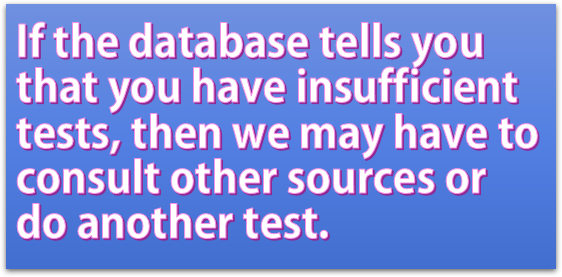 If the database tells you
that you have insufficient
tests, then we may have to
consult other sources or
do another test.